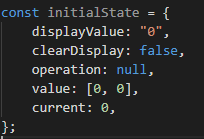 const initialState = {
    displayValue: "0",
    clearDisplay: false,
    operation: null,
    value: [0, 0],
    current: 0,
};